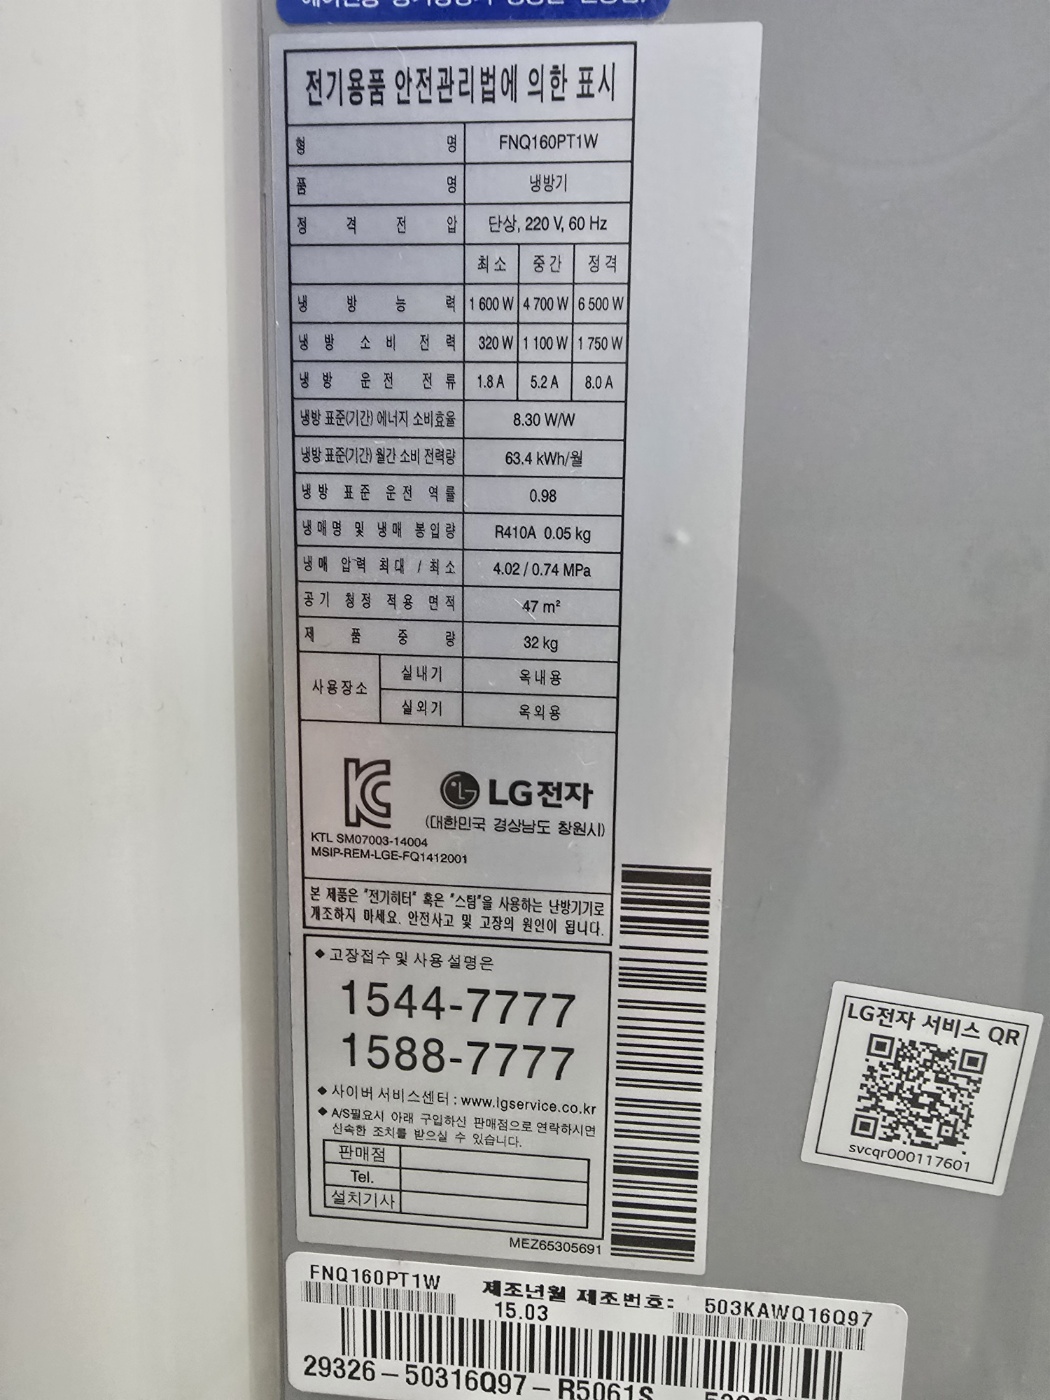 전기용품 안전관리법에 의한 표시
형 명 FNQ160PT1W
품 명 냉방기
정 격 전 압 단상, 220 V, 60 Hz
최소 중간 정격
냉 방 능 력 1 600 W 4 700 W 6 500 W
냉 방 소 비 전 력 320 W 1 100 W 1 750 W
냉 방 운 전 전 류 1.8 A 5.2 A 8.0 A
냉방 표준(기간) 에너지 소비효율 8.30 W/W
냉방 표준(기간) 월간 소비 전력량 63.4 kWh/월
냉 방 표 준 운 전 역 률 0.98
냉매명 및 냉매 봉입량 R410A 0.05 kg
냉매 압력 최대 / 최소 4.02 / 0.74 MPa
공기 청정 적용 면적 47 m²
제 품 중 량 32 kg
사용장소 실내기 옥내용
실외기 옥외용
KC LG전자
(대한민국 경상남도 창원시)
KTL SM07003-14004
MSIP-REM-LGE-FQ1412001
본 제품은 "전기히터" 혹은 "스팀"을 사용하는 난방기기로
개조하지 마세요. 안전사고 및 고장의 원인이 됩니다.
◆ 고장접수 및 사용 설명은
1544-7777
1588-7777
◆ 사이버 서비스센터 : www.lgservice.co.kr
◆ A/S필요시 아래 구입하신 판매점으로 연락하시면
신속한 조치를 받으실 수 있습니다.
판매점
Tel.
설치기사
MEZ65305691
LG전자 서비스 QR
svcqr000117601
FNQ160PT1W 제조년월 제조번호: 503KAWQ16Q97
15.03
29326-50316Q97-R5061S